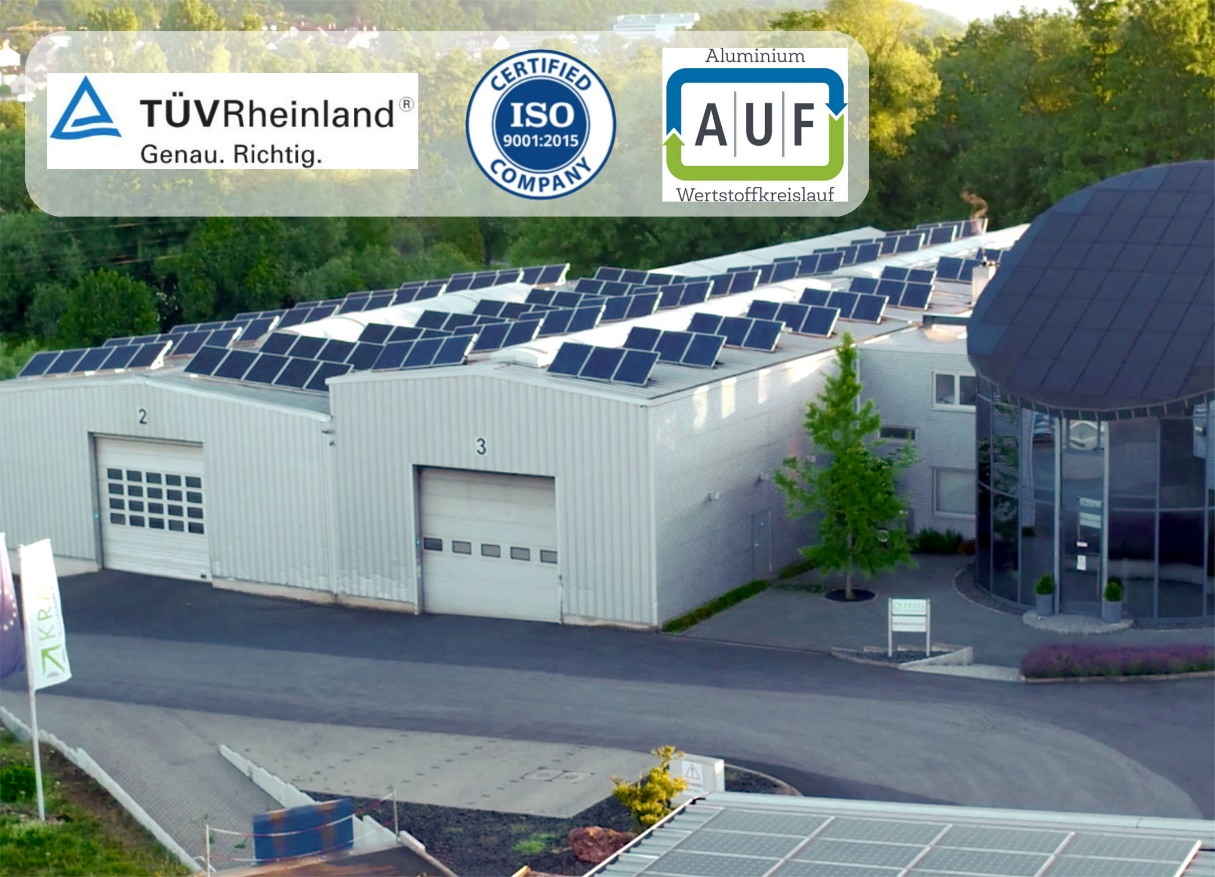 TÜVRheinland®
Genau. Richtig.
CERTIFIED
ISO
9001:2015
COMPANY
Aluminium
A|U|F
Wertstoffkreislauf
2
3